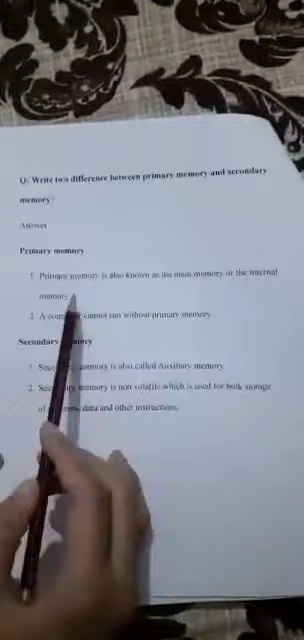 Q: Write two difference between primary memory and secondary
memory?
Answer
Primary memory
1. Primary memory is also known as the main memory or the internal
memory
2. A cannot run without primary memory
Secondary
1. memory is also called Auxiliary memory
2. memory is non volatile which is used for bulk storage
of data and other instructions.